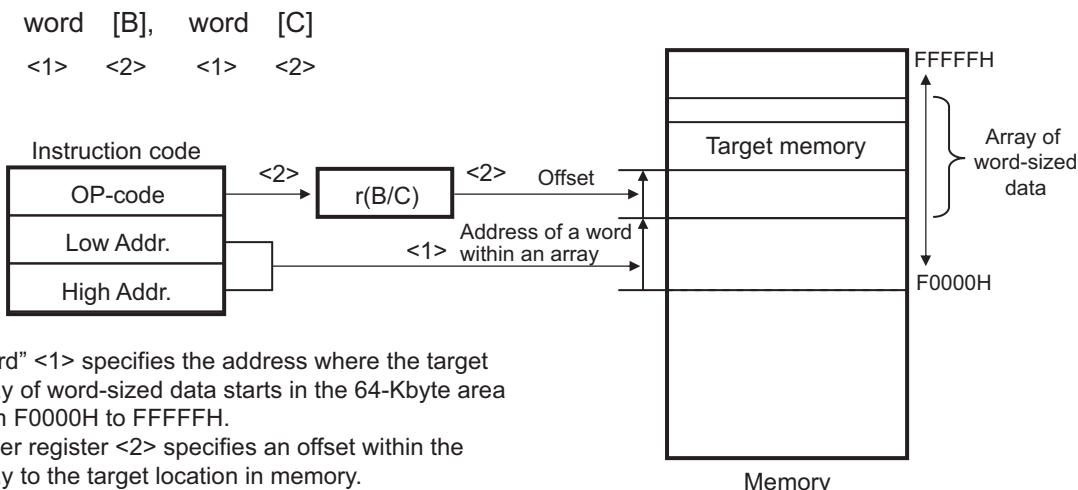 word [B], word [C]
<1> <2> <1> <2>
Instruction code
OP-code
Low Addr.
High Addr.
<2>
r(B/C)
<2>
Offset
<1>
Address of a word
within an array
Target memory
FFFFFH
Array of
word-sized
data
F0000H
Memory
<1> specifies the address where the target
of word-sized data starts in the 64-Kbyte area
F0000H to FFFFFH.
register <2> specifies an offset within the
to the target location in memory.